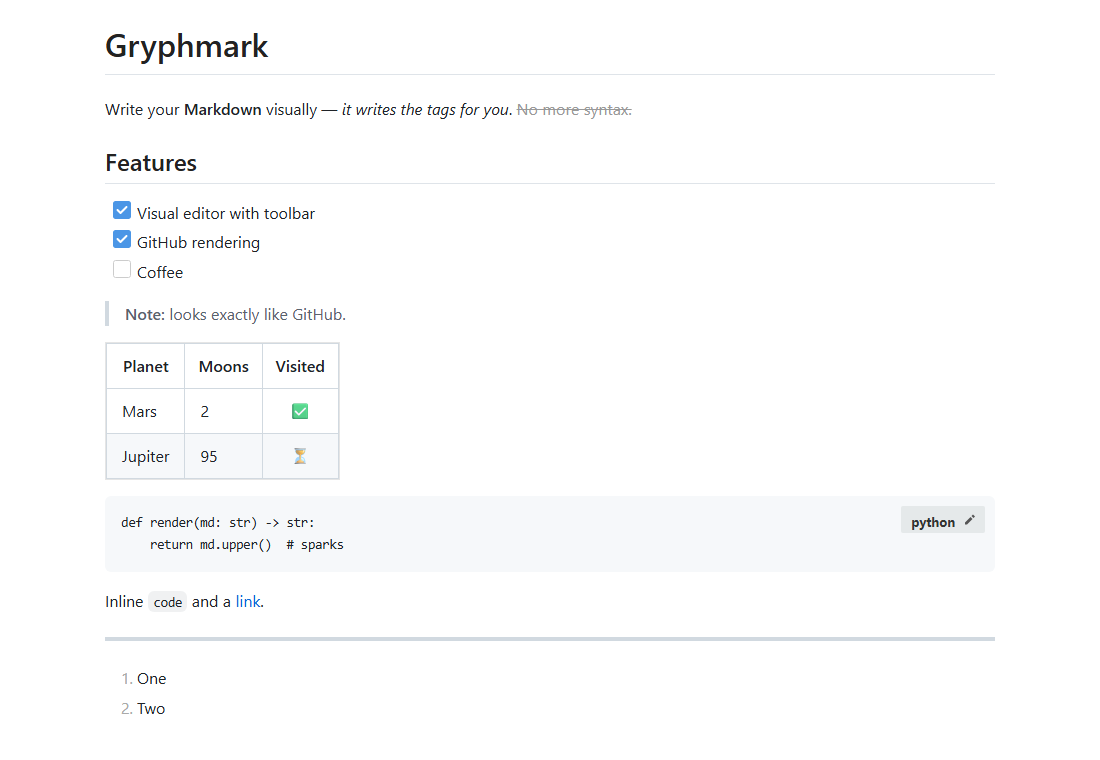 Gryphmark
Write your Markdown visually — it writes the tags for you. No more syntax.
Features
Visual editor with toolbar
GitHub rendering
Coffee
Note: looks exactly like GitHub.
Planet Moons Visited
Mars 2 ✅
Jupiter 95 ⏳
def render(md: str) -> str:
    return md.upper()  # sparks
python
Inline code and a link.
1. One
2. Two